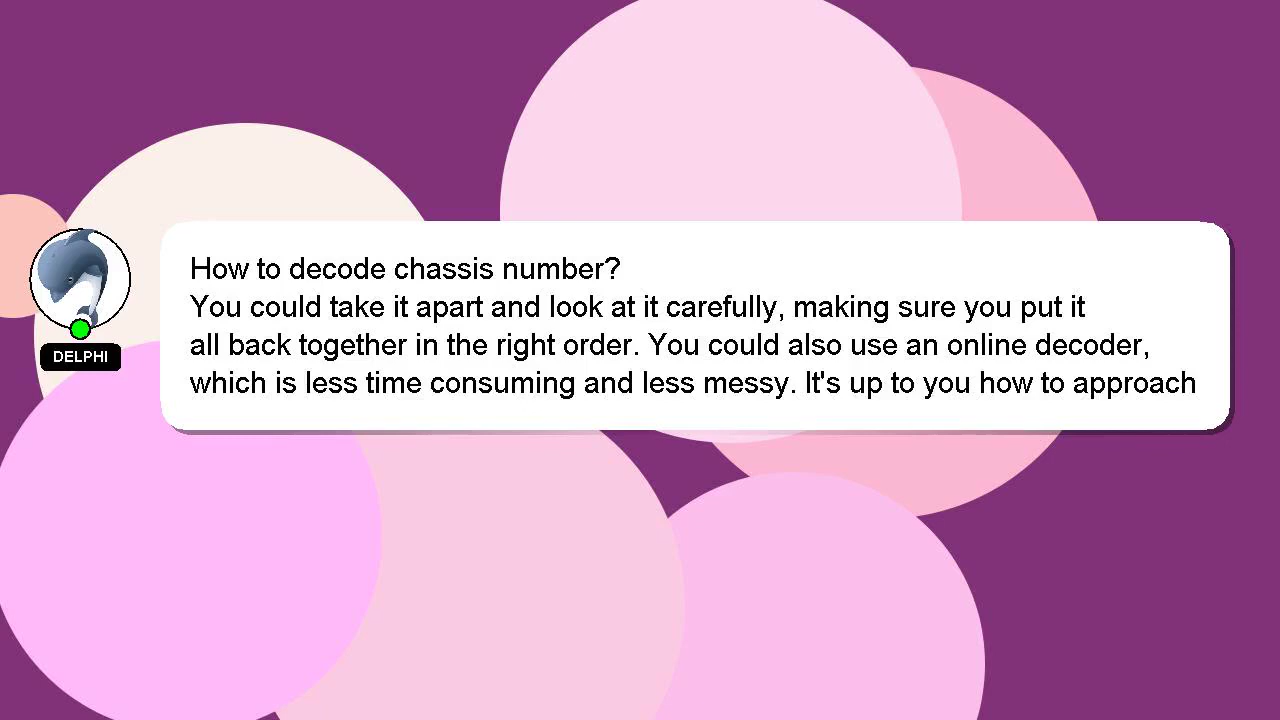 How to decode chassis number?
You could take it apart and look at it carefully, making sure you put it
all back together in the right order. You could also use an online decoder,
which is less time consuming and less messy. It's up to you how to approach
DELPHI